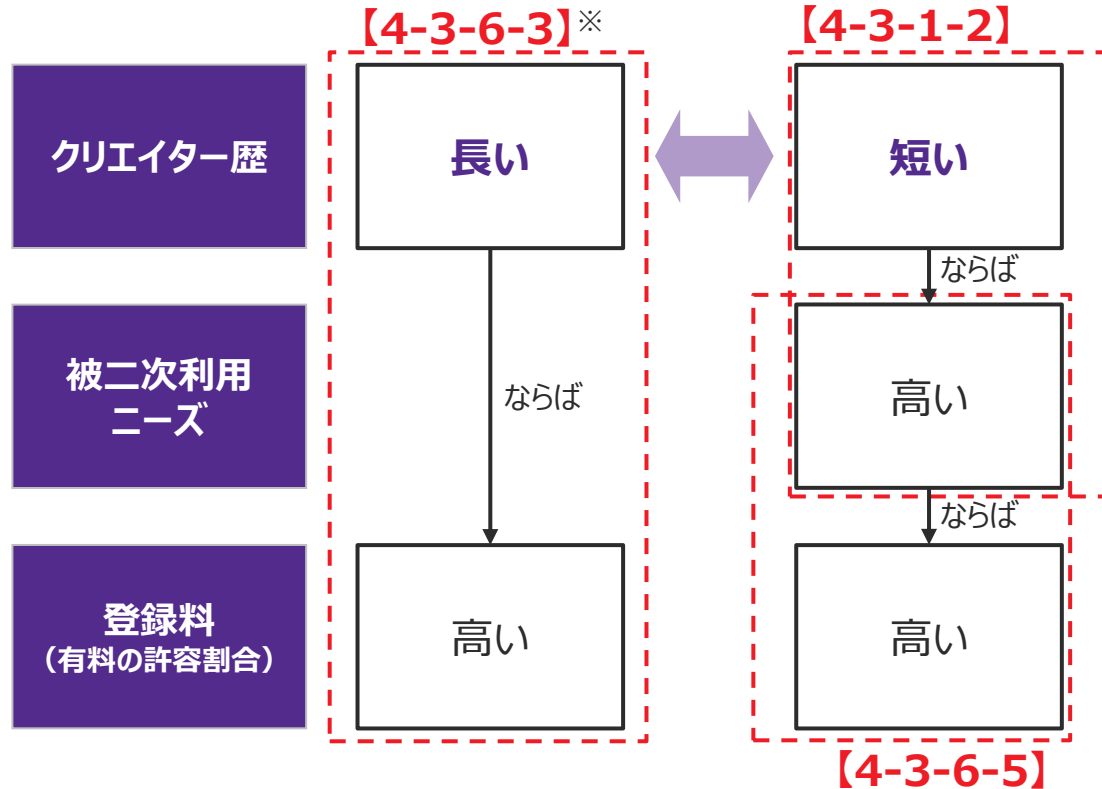 【4-3-6-3】※
【4-3-1-2】
クリエイター歴
長い
短い
ならば
被二次利用
ニーズ
ならば
高い
ならば
登録料
（有料の許容割合）
高い
高い
【4-3-6-5】